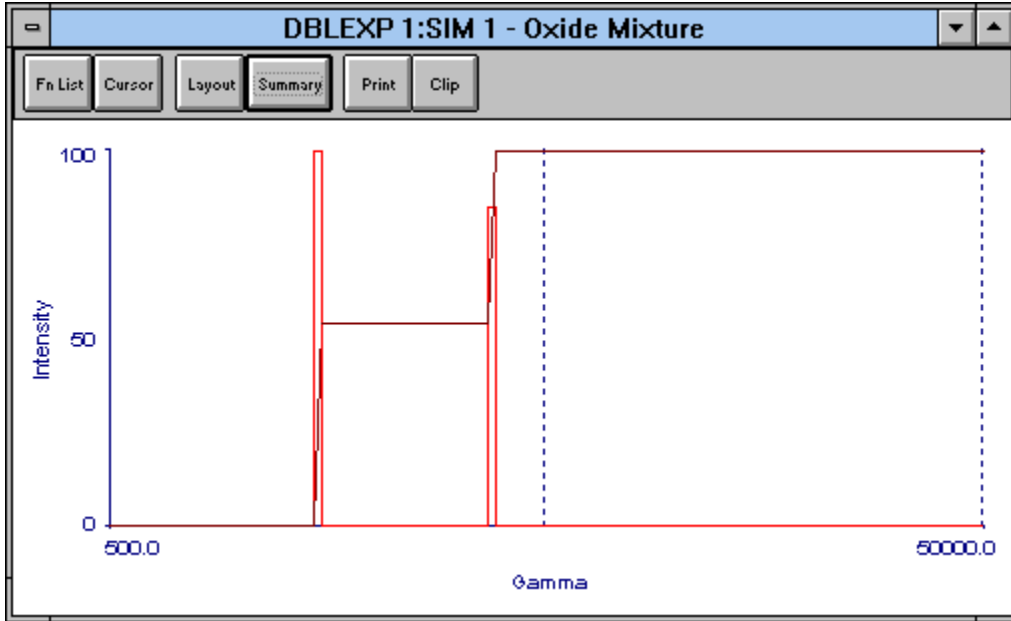 DBLEXP 1:SIM 1 - Oxide Mixture
Fn List Cursor Layout Summary Print Clip
100
Intensity
50
0
500.0 50000.0
Gamma